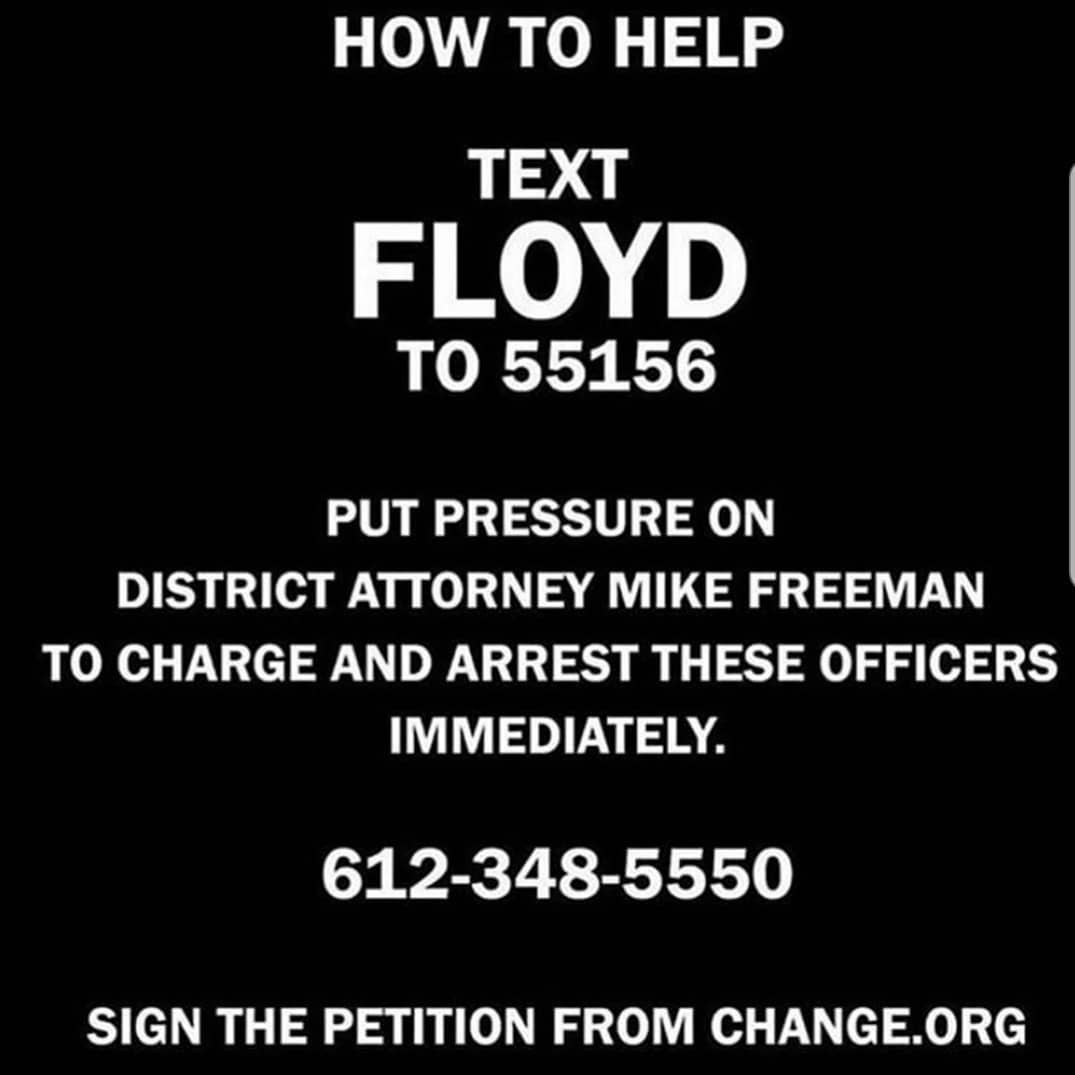 HOW TO HELP
TEXT
FLOYD
TO 55156
PUT PRESSURE ON
DISTRICT ATTORNEY MIKE FREEMAN
TO CHARGE AND ARREST THESE OFFICERS
IMMEDIATELY.
612-348-5550
SIGN THE PETITION FROM CHANGE.ORG